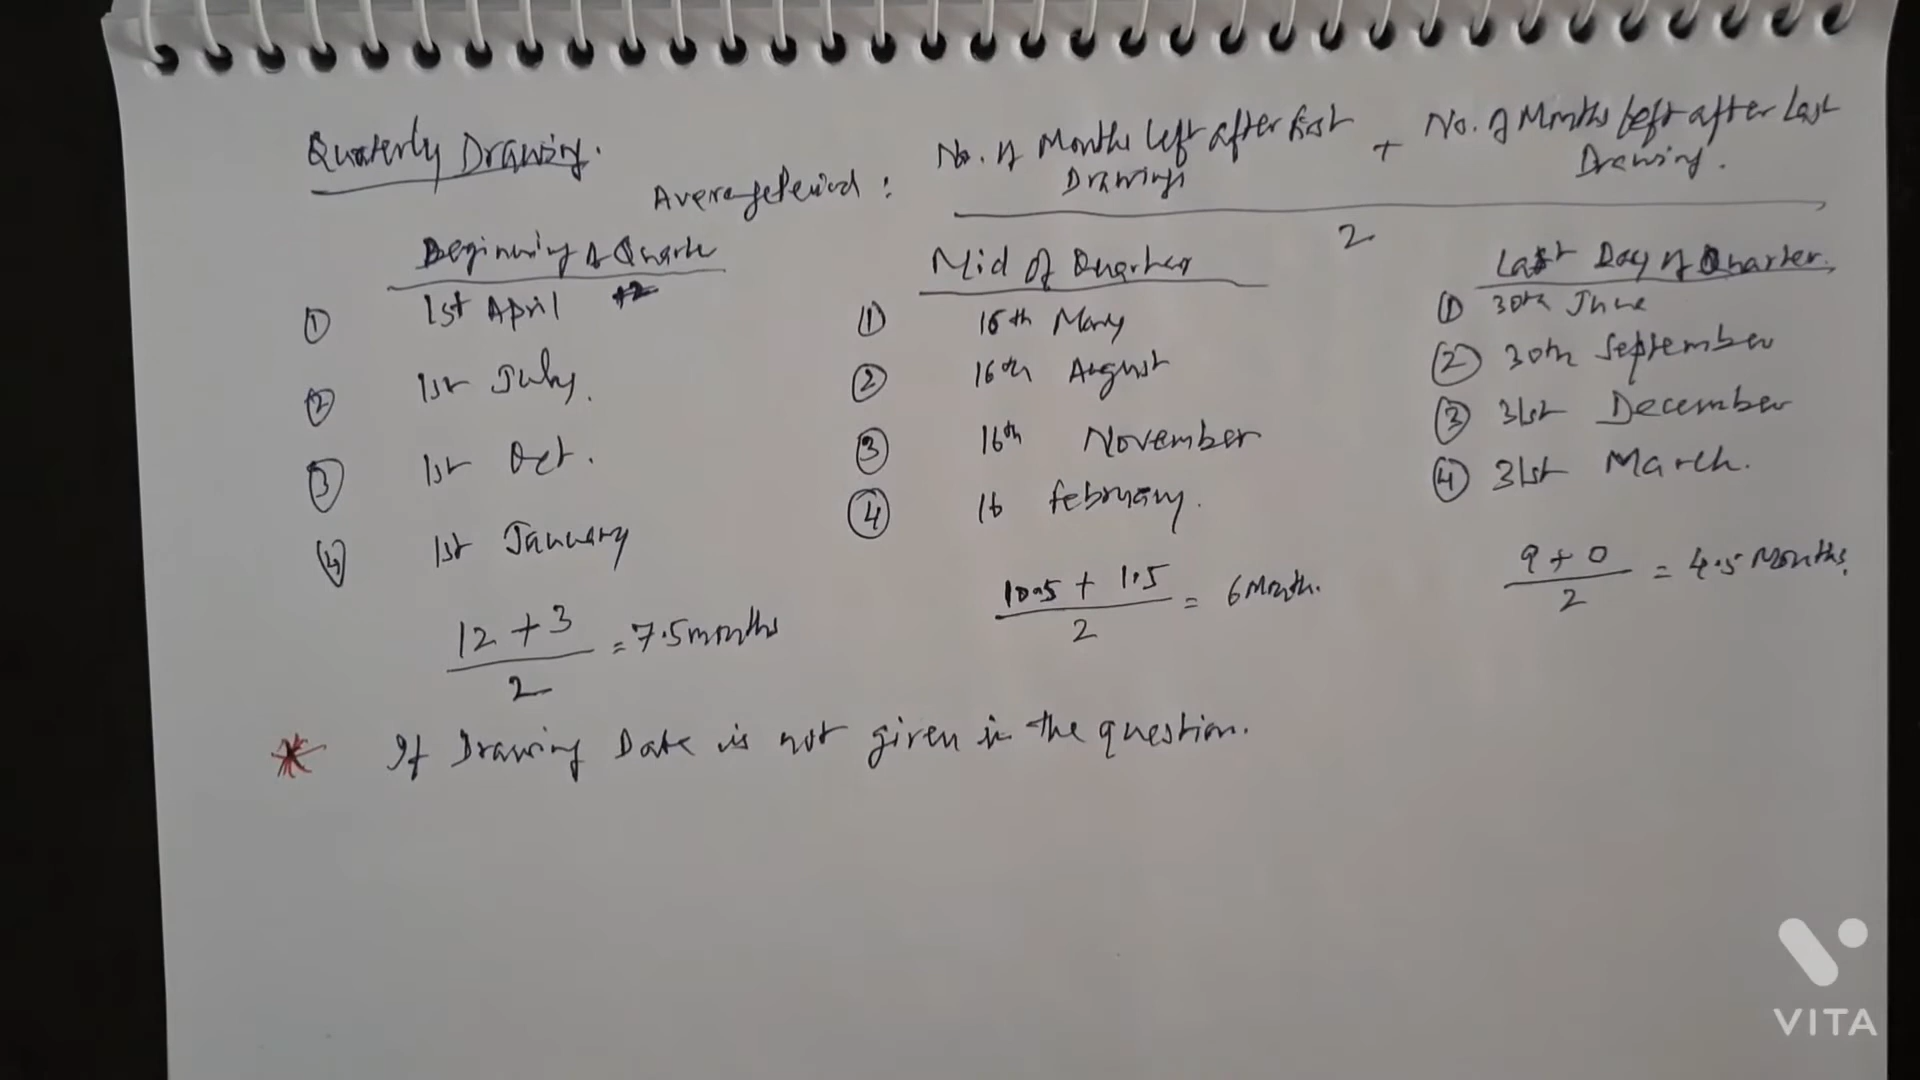 Quaterly Drawing.
Average Period : No. of Months left after first Drawings + No. of Months left after Last Drawing.
2
Beginning of Quarter
① 1st April
② 1st July.
③ 1st Oct.
④ 1st January
12 + 3
2
= 7.5 months
Mid of Quarter
①
② 16th August
③ 16th November
④ 16 february.
10.5 + 1.5
2
= 6 Month.
Last Day of Quarter.
① 30th June
② 30th September
③ 31st December
④ 31st March.
9 + 0
2
= 4.5 Months.
* If Drawing Date is not given in the question.
VITA